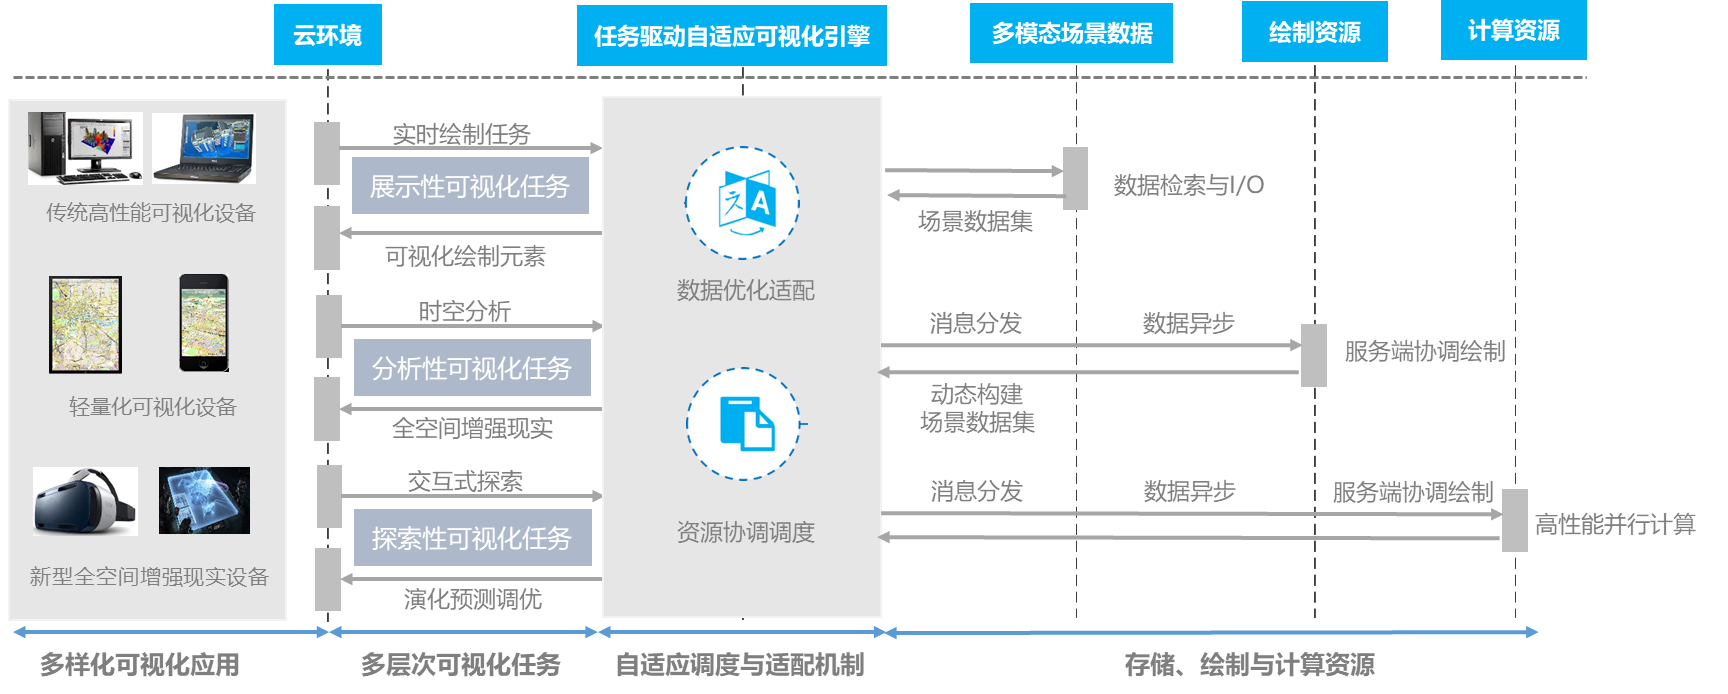 云环境
任务驱动自适应可视化引擎
多模态场景数据
绘制资源
计算资源
传统高性能可视化设备
轻量化可视化设备
新型全空间增强现实设备
实时绘制任务
展示性可视化任务
可视化绘制元素
时空分析
分析性可视化任务
全空间增强现实
交互式探索
探索性可视化任务
演化预测调优
A
数据优化适配
资源协调调度
数据检索与I/O
场景数据集
消息分发
数据异步
服务端协调绘制
动态构建
场景数据集
消息分发
数据异步
服务端协调绘制
高性能并行计算
多样化可视化应用
多层次可视化任务
自适应调度与适配机制
存储、绘制与计算资源